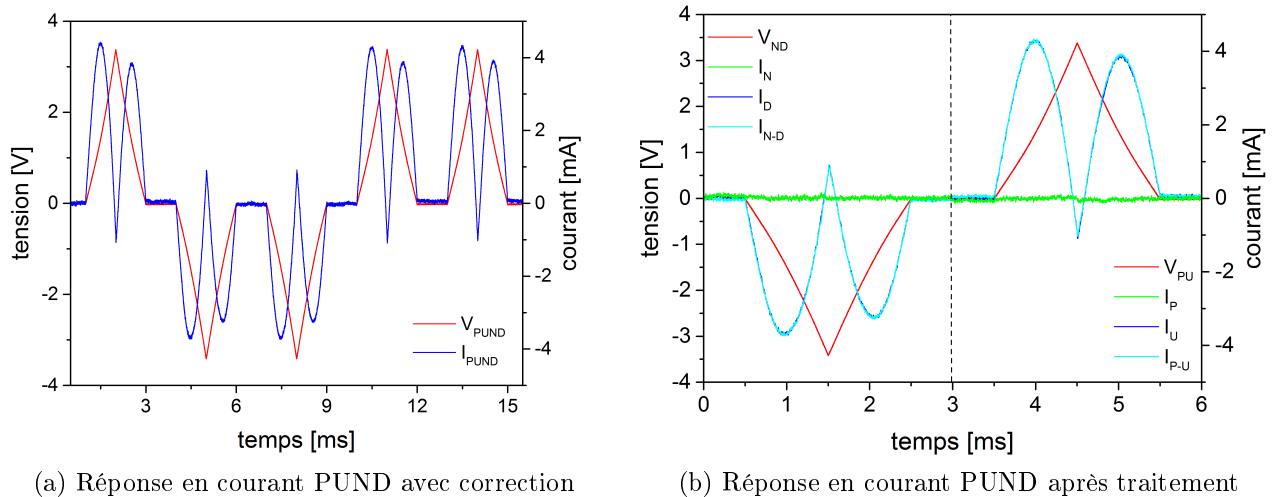 4
3
2
1
0
-1
-2
-3
-4
tension [V]
V_ND
I_N
I_D
I_N-D
V_PU
I_P
I_U
I_P-U
4
2
0
-2
-4
courant [mA]
0
1
2
3
4
5
6
temps [ms]
4
2
0
-2
-4
tension [V]
V_PUND
I_PUND
4
2
0
-2
-4
courant [mA]
3
6
9
12
15
temps [ms]
(a) Réponse en courant PUND avec correction
(b) Réponse en courant PUND après traitement